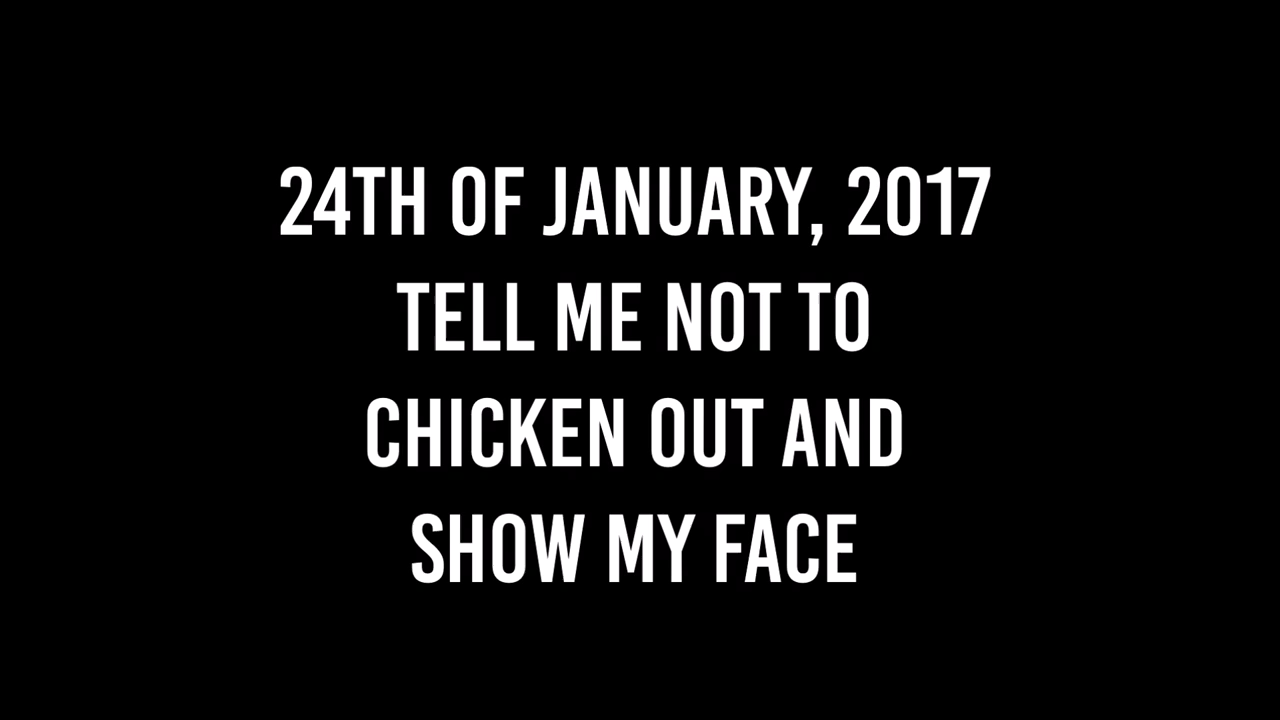 24TH OF JANUARY, 2017
TELL ME NOT TO
CHICKEN OUT AND
SHOW MY FACE